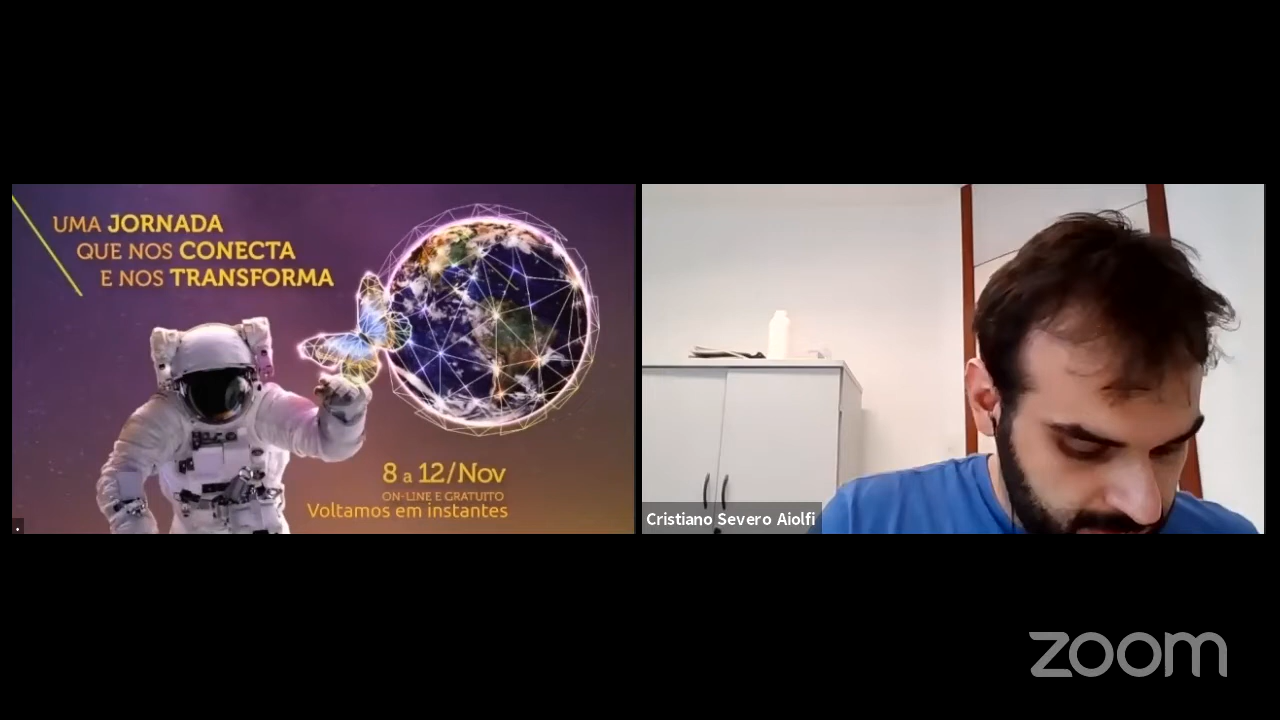 UMA JORNADA
QUE NOS CONECTA
E NOS TRANSFORMA
8 a 12/Nov
ON-LINE E GRATUITO
Voltamos em instantes
Cristiano Severo Aiolfi
zoom